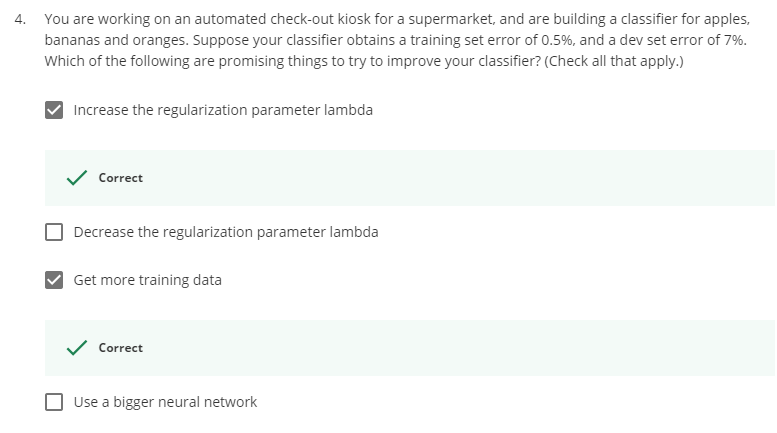 4. You are working on an automated check-out kiosk for a supermarket, and are building a classifier for apples,
bananas and oranges. Suppose your classifier obtains a training set error of 0.5%, and a dev set error of 7%.
Which of the following are promising things to try to improve your classifier? (Check all that apply.)
Increase the regularization parameter lambda
Correct
Decrease the regularization parameter lambda
Get more training data
Correct
Use a bigger neural network